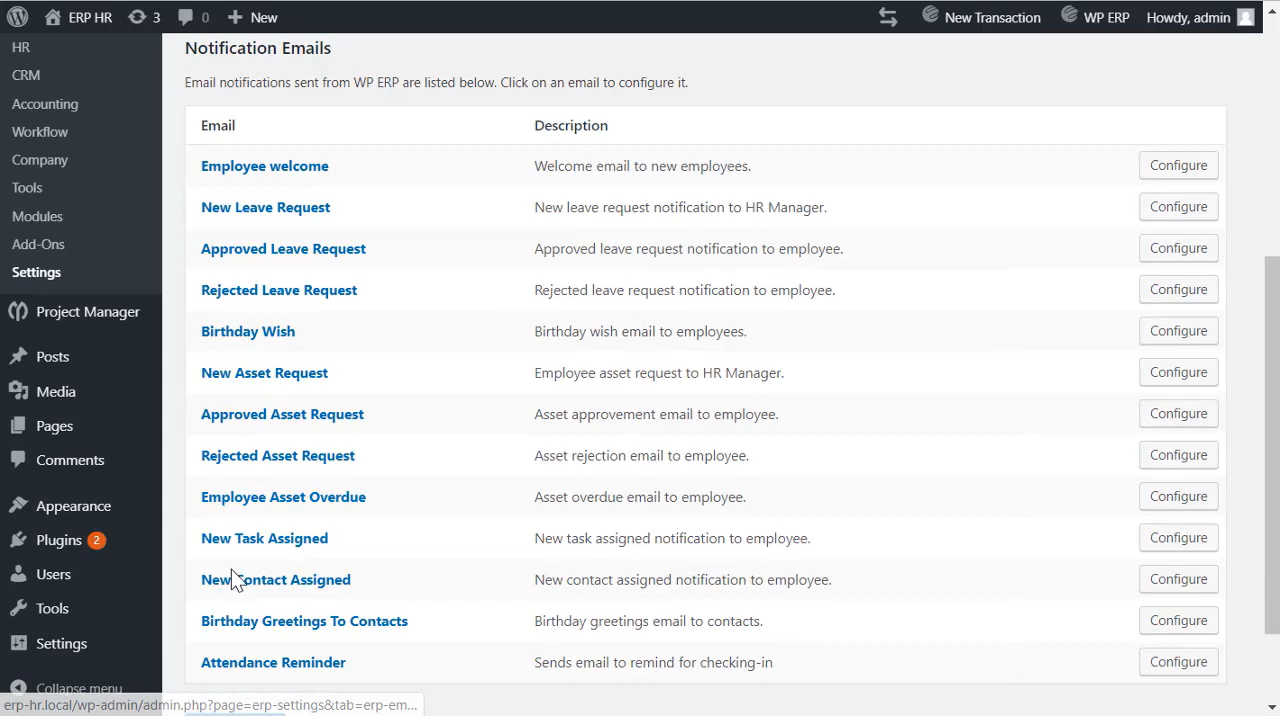 ERP HR 3 0 New New Transaction WP ERP Howdy, admin
HR
CRM
Accounting
Workflow
Company
Tools
Modules
Add-Ons
Settings
Project Manager
Posts
Media
Pages
Comments
Appearance
Plugins 2
Users
Tools
Settings
Collapse menu
Notification Emails
Email notifications sent from WP ERP are listed below. Click on an email to configure it.
Email Description
Employee welcome Welcome email to new employees. Configure
New Leave Request New leave request notification to HR Manager. Configure
Approved Leave Request Approved leave request notification to employee. Configure
Rejected Leave Request Rejected leave request notification to employee. Configure
Birthday Wish Birthday wish email to employees. Configure
New Asset Request Employee asset request to HR Manager. Configure
Approved Asset Request Asset approvement email to employee. Configure
Rejected Asset Request Asset rejection email to employee. Configure
Employee Asset Overdue Asset overdue email to employee. Configure
New Task Assigned New task assigned notification to employee. Configure
New Contact Assigned New contact assigned notification to employee. Configure
Birthday Greetings To Contacts Birthday greetings email to contacts. Configure
Attendance Reminder Sends email to remind for checking-in Configure
erp-hr.local/wp-admin/admin.php?page=erp-settings&tab=erp-em...